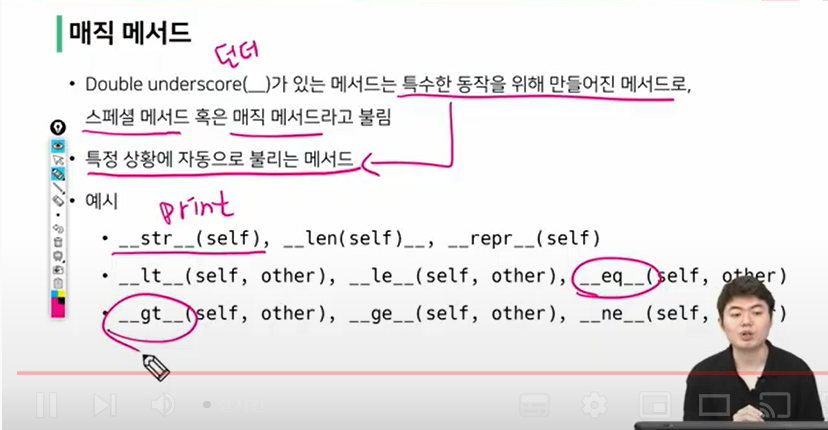 매직 메서드
던더
• Double underscore(__)가 있는 메서드는 특수한 동작을 위해 만들어진 메서드로,
스페셜 메서드 혹은 매직 메서드라고 불림
• 특정 상황에 자동으로 불리는 메서드
• 예시
print
• __str__(self), __len(self)__, __repr__(self)
• __lt__(self, other), __le__(self, other), __eq__(self, other)
• __gt__(self, other), __ge__(self, other), __ne__(self,